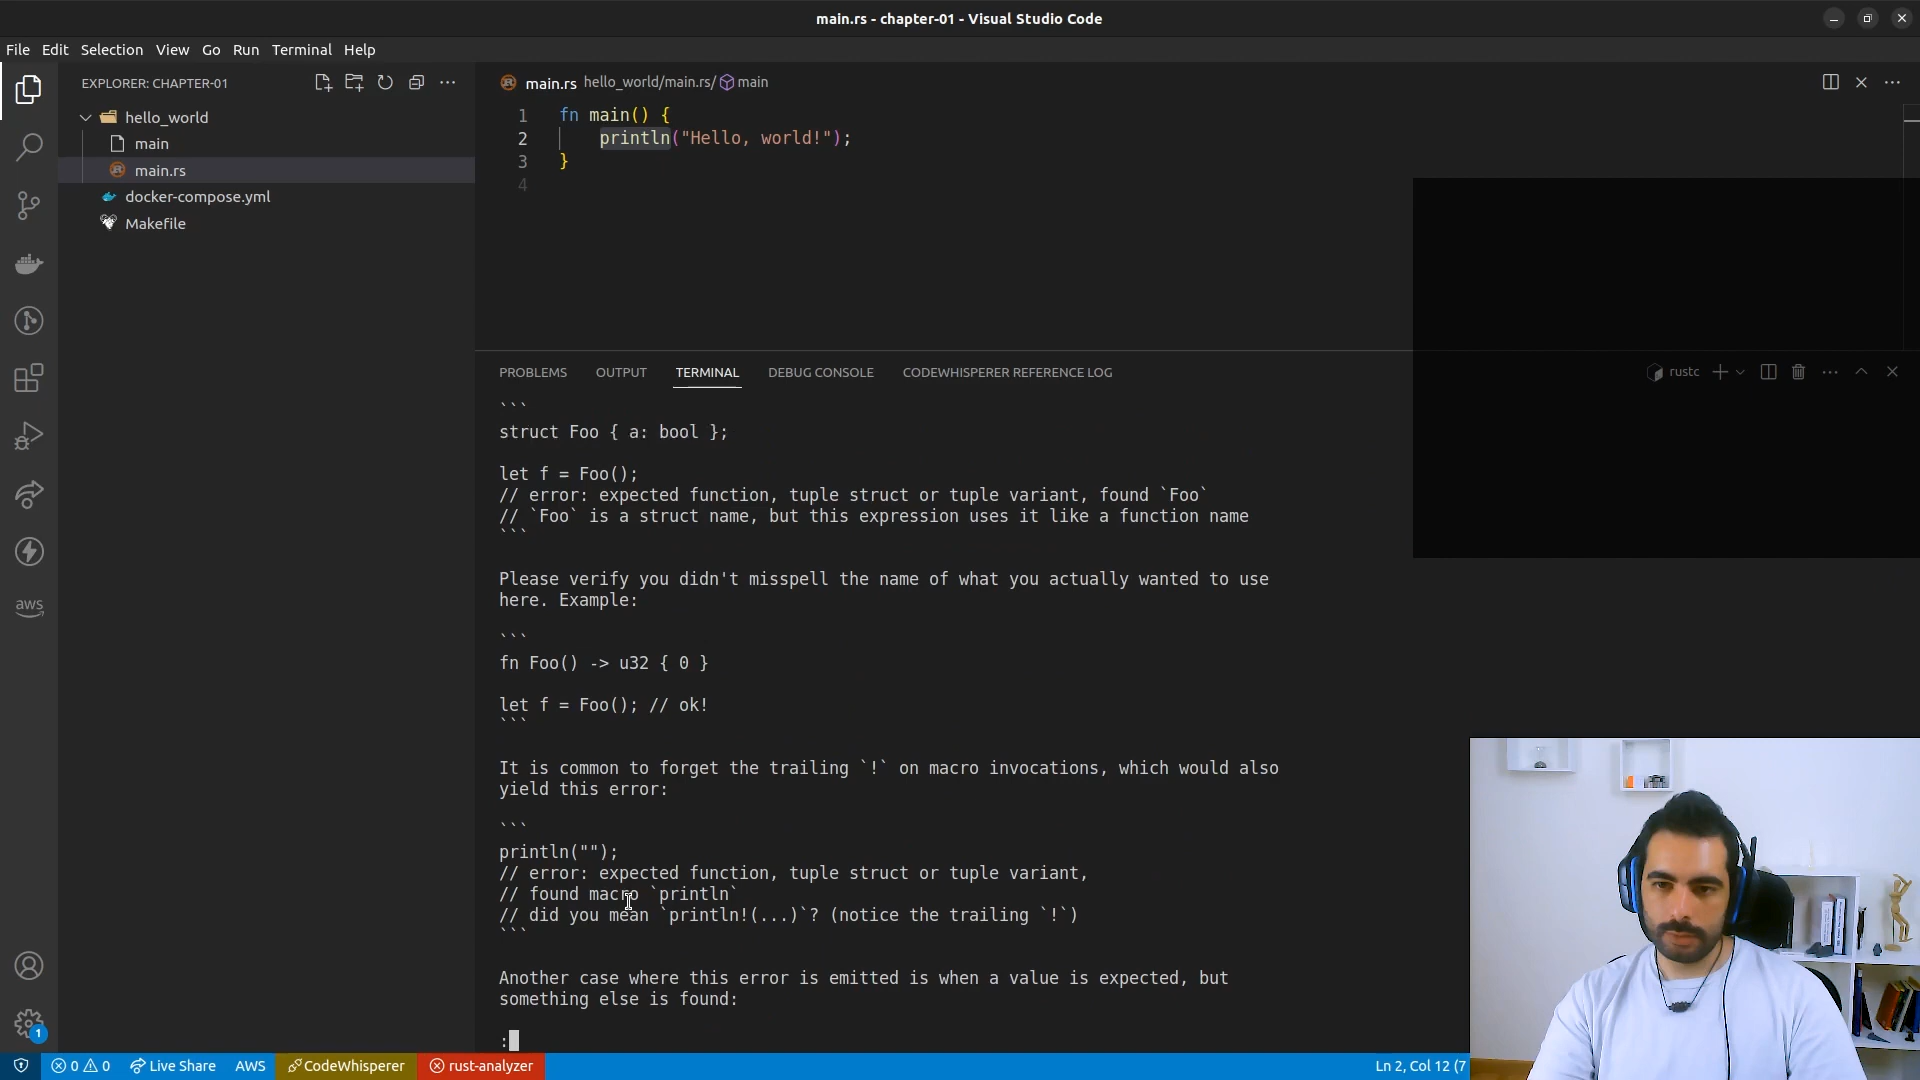 main.rs - chapter-01 - Visual Studio Code
File Edit Selection View Go Run Terminal Help
EXPLORER: CHAPTER-01
hello_world
main
main.rs
docker-compose.yml
Makefile
main.rs hello_world/main.rs/ main
1 fn main() {
2 println("Hello, world!");
3 }
4
PROBLEMS OUTPUT TERMINAL DEBUG CONSOLE CODEWHISPERER REFERENCE LOG
rustc
```
struct Foo { a: bool };
let f = Foo();
// error: expected function, tuple struct or tuple variant, found `Foo`
// `Foo` is a struct name, but this expression uses it like a function name
```
Please verify you didn't misspell the name of what you actually wanted to use
here. Example:
```
fn Foo() -> u32 { 0 }
let f = Foo(); // ok!
```
It is common to forget the trailing `!` on macro invocations, which would also
yield this error:
```
println("");
// error: expected function, tuple struct or tuple variant,
// found macro `println`
// did you mean `println!(...)`? (notice the trailing `!`)
```
Another case where this error is emitted is when a value is expected, but
something else is found:
:
aws
1
0 0 Live Share AWS CodeWhisperer rust-analyzer
Ln 2, Col 12 (7